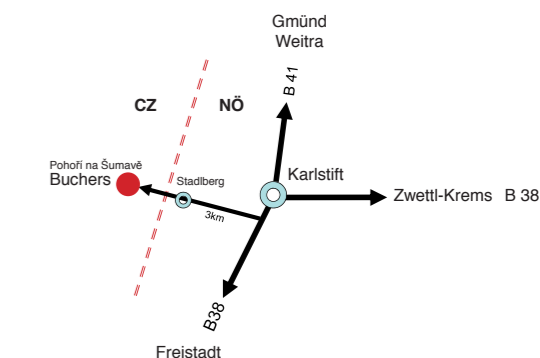 Gmünd
Weitra
B 41
CZ
NÖ
Pohoří na Šumavě
Buchers
Stadlberg
Karlstift
Zwettl-Krems B 38
3km
B38
Freistadt